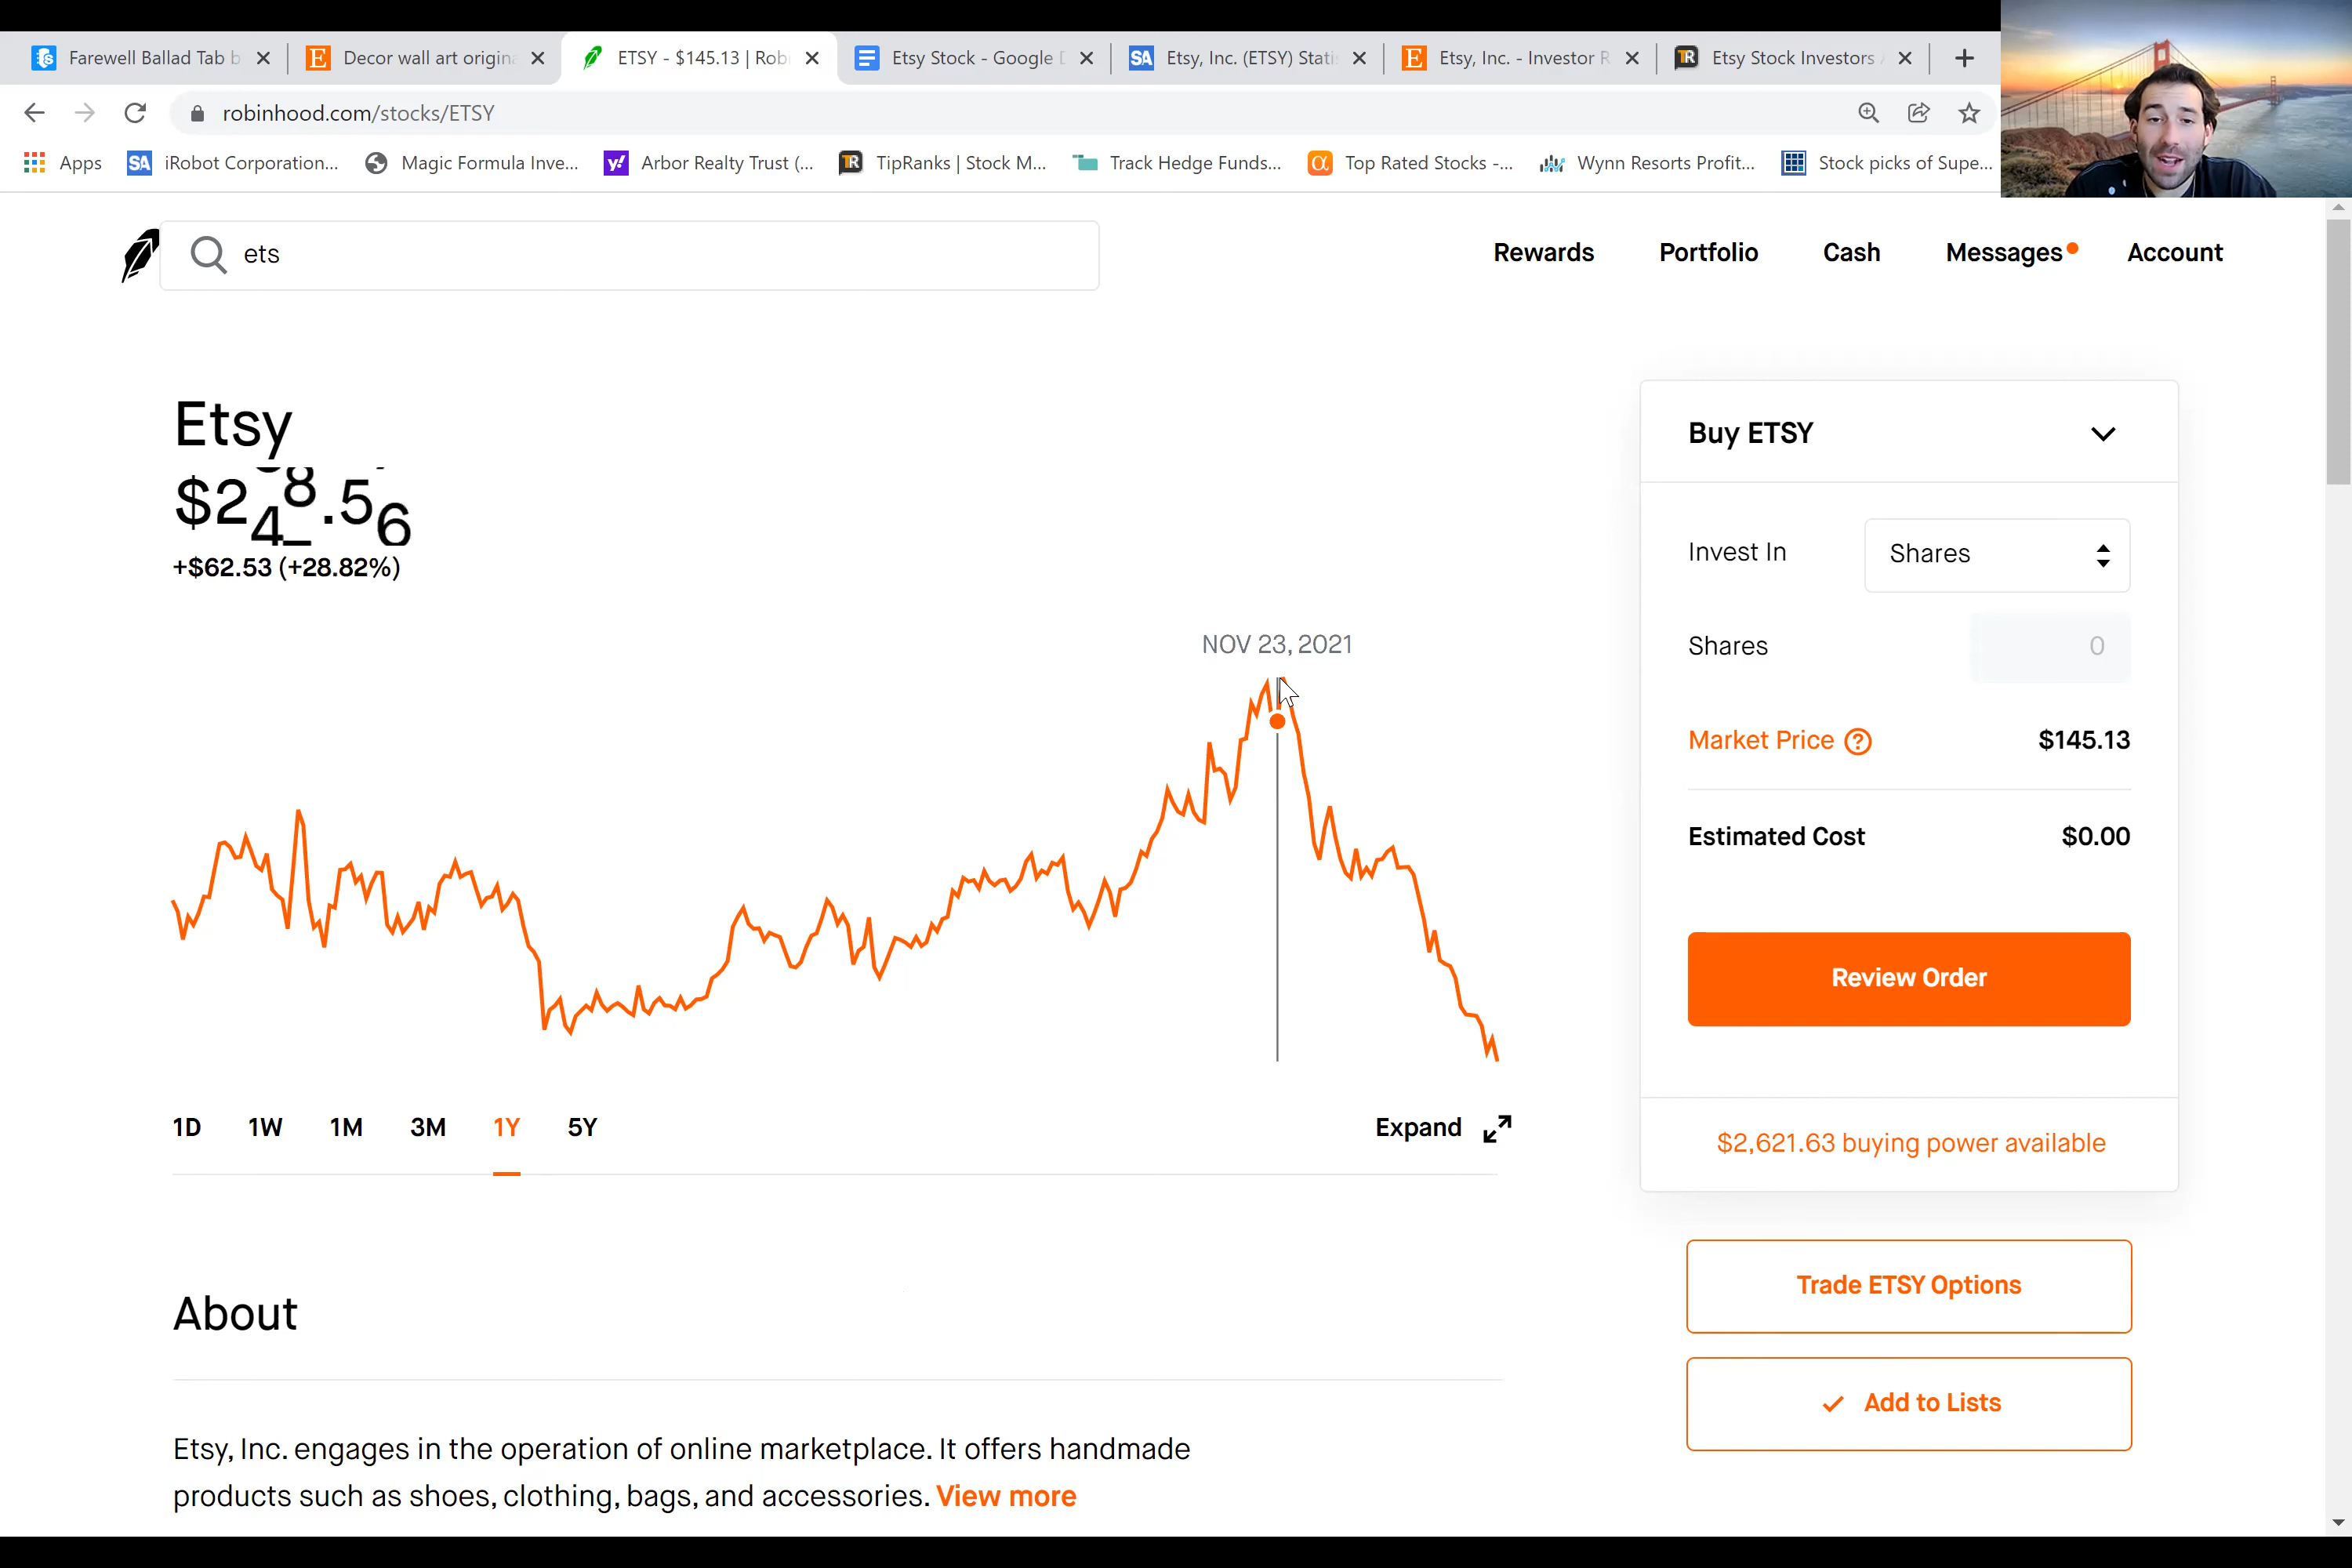 Farewell Ballad Tab b
Decor wall art origina
ETSY - $145.13 | Rob
Etsy Stock - Google D
SA Etsy, Inc. (ETSY) Stati
E Etsy, Inc. - Investor R
TR Etsy Stock Investors A
robinhood.com/stocks/ETSY
Apps
SA iRobot Corporation...
Magic Formula Inve...
y! Arbor Realty Trust (...
TR TipRanks | Stock M...
Track Hedge Funds...
α Top Rated Stocks -...
Wynn Resorts Profit...
Stock picks of Supe...
ets
Rewards
Portfolio
Cash
Messages
Account
Etsy
+$62.53 (+28.82%)
NOV 23, 2021
1D 1W 1M 3M 1Y 5Y
Expand
Buy ETSY
Invest In Shares
Shares 0
Market Price ? $145.13
Estimated Cost $0.00
Review Order
$2,621.63 buying power available
Trade ETSY Options
Add to Lists
About
Etsy, Inc. engages in the operation of online marketplace. It offers handmade
products such as shoes, clothing, bags, and accessories. View more